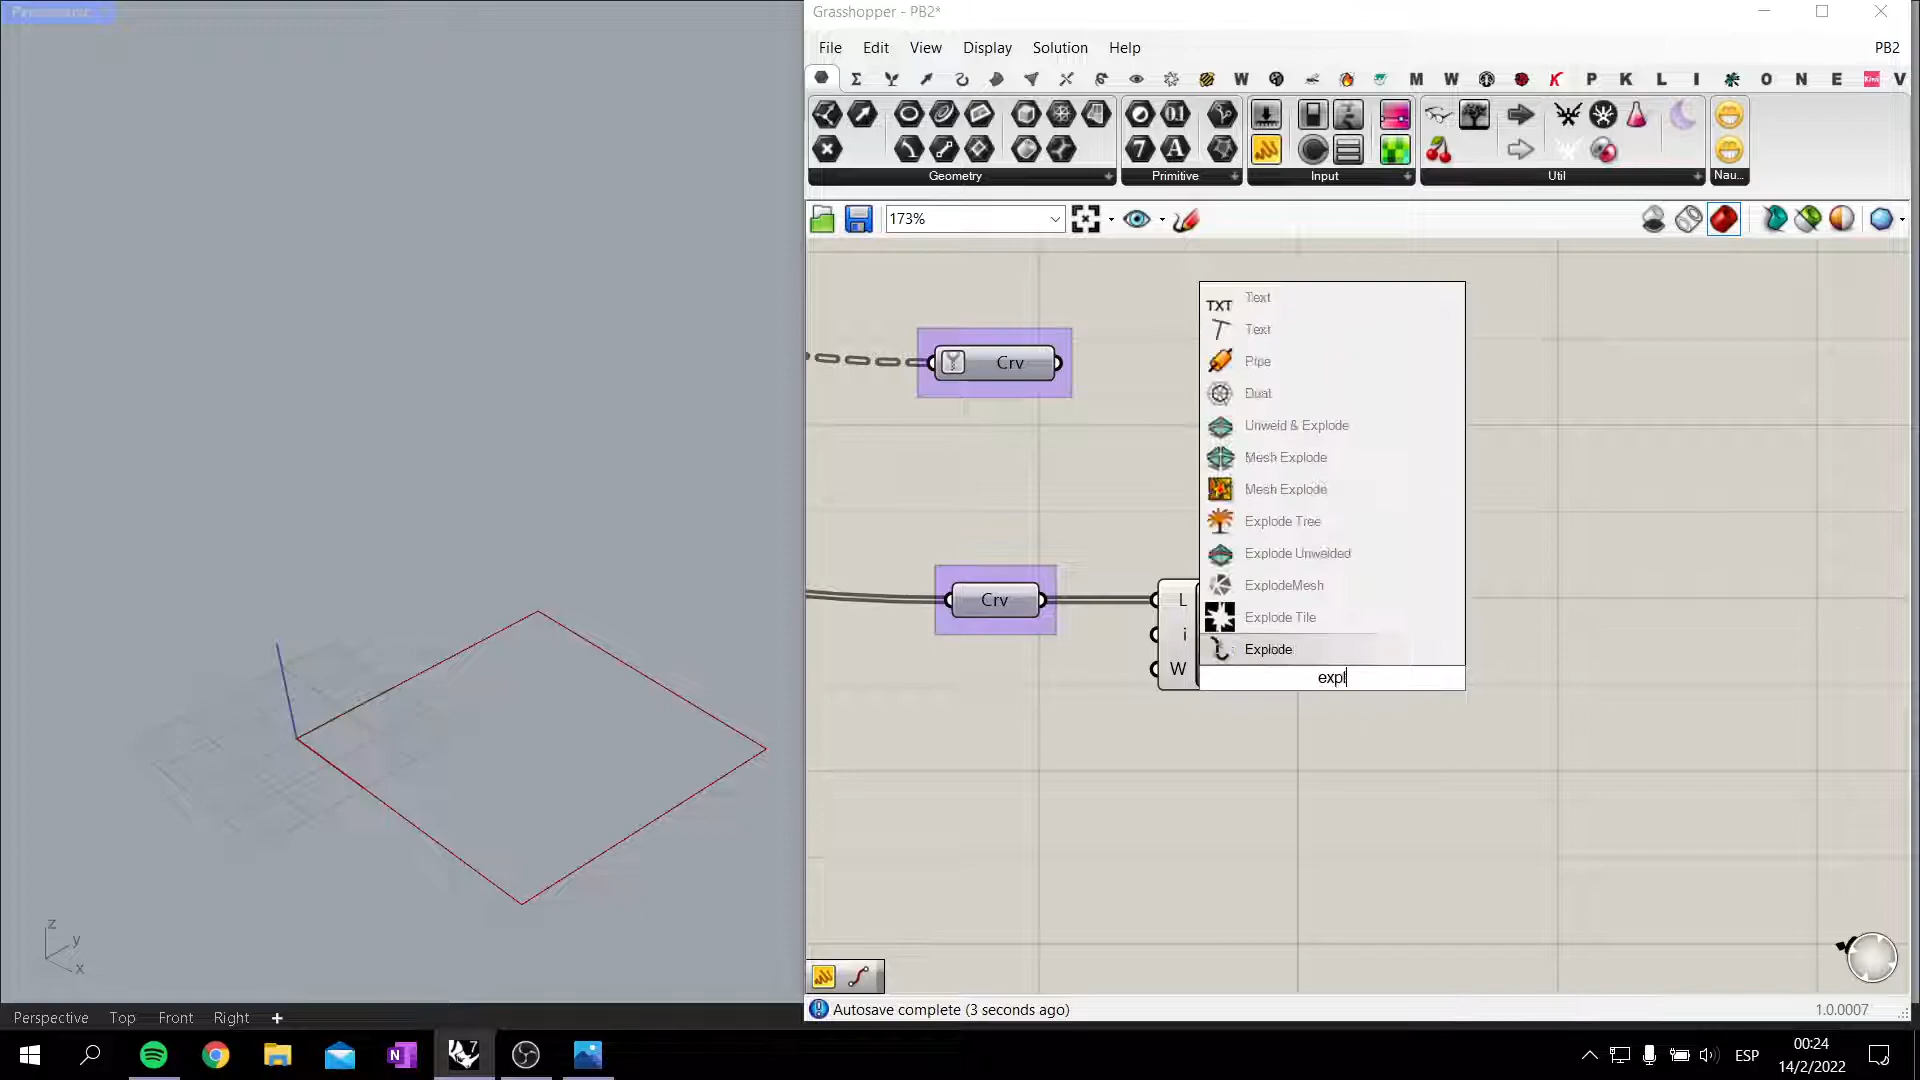 Perspective
Grasshopper - PB2*
File Edit View Display Solution Help PB2
Geometry Primitive Input Util Nau...
173%
TXT Text
Text
Pipe
Dual
Unweld & Explode
Mesh Explode
Mesh Explode
Explode Tree
Explode Unwelded
ExplodeMesh
Explode Tile
Explode
expl
Crv
Crv
L
i
W
z
y
x
Autosave complete (3 seconds ago)
1.0.0007
Perspective Top Front Right +
ESP
00:24
14/2/2022